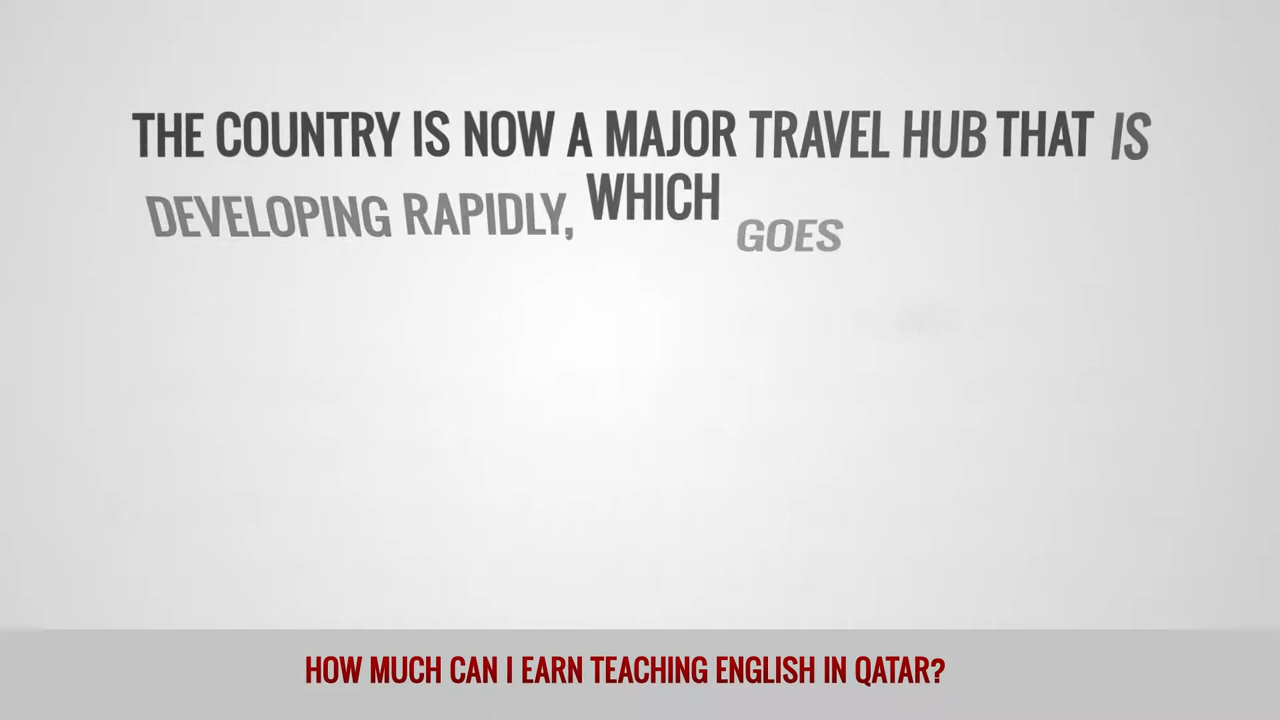 THE COUNTRY IS NOW A MAJOR TRAVEL HUB THAT IS
DEVELOPING RAPIDLY, WHICH GOES
HOW MUCH CAN I EARN TEACHING ENGLISH IN QATAR?